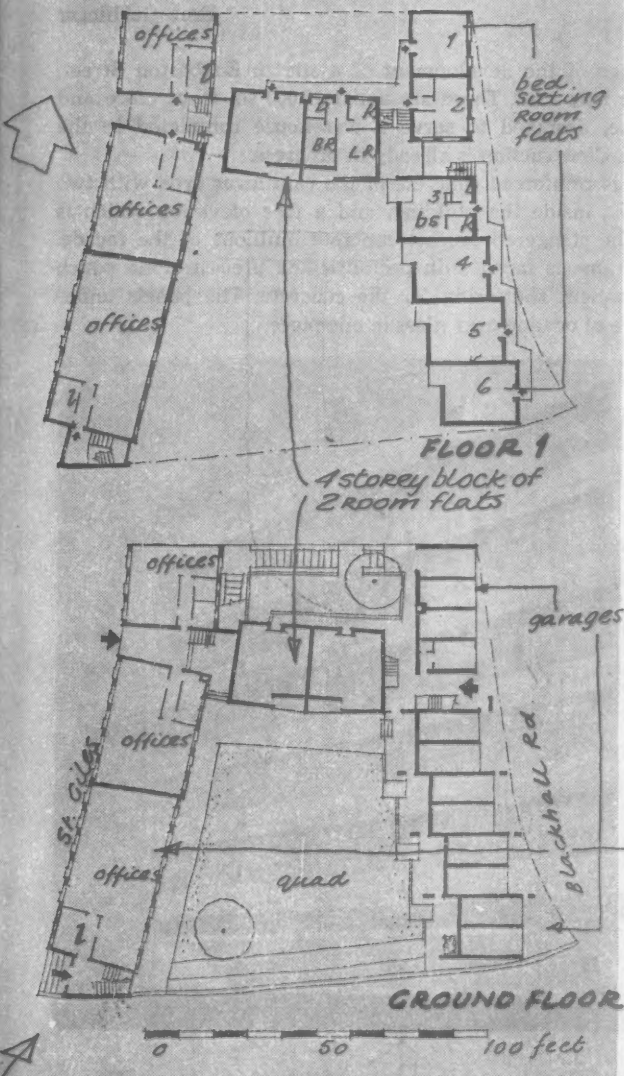 offices
l
offices
offices
l
b
k
BR
LR
1
2
3
b
bs
k
4
5
6
bed
sitting
room
flats
FLOOR 1
4 storey block of
2 ROOM flats
offices
garages
offices
St. Giles
offices
quad
Blackhall Rd.
l
GROUND FLOOR
0 50 100 feet